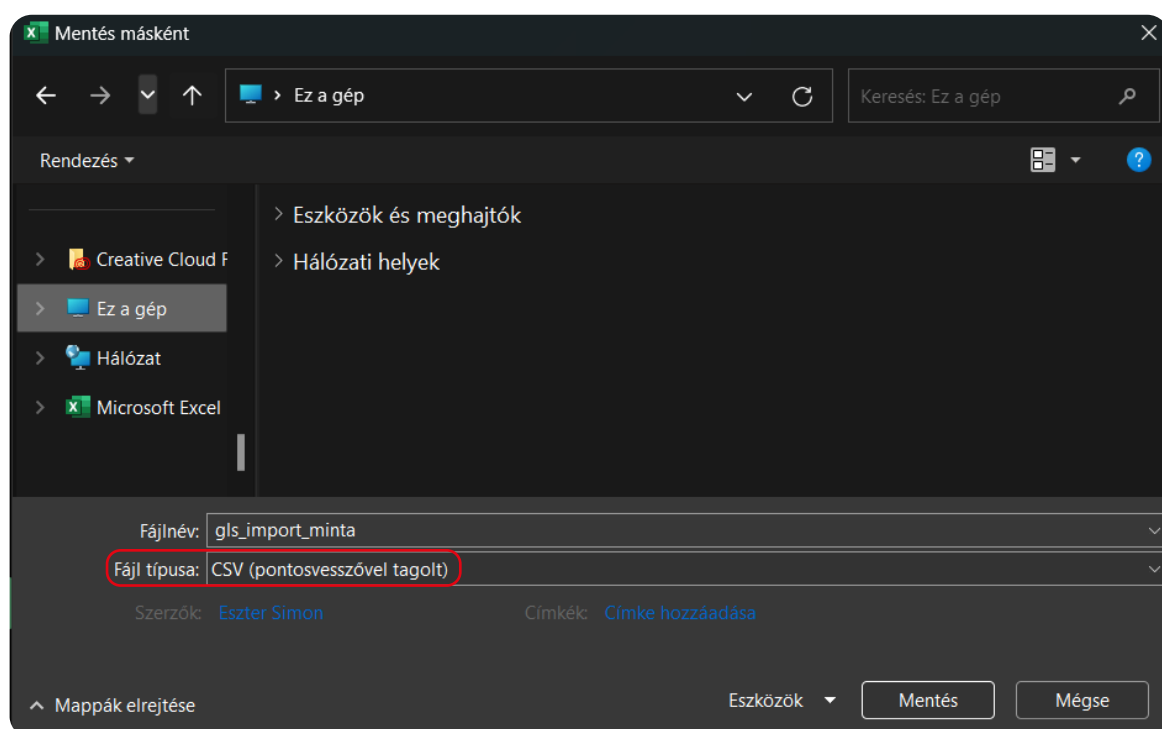 Mentés másként
Ez a gép
Keresés: Ez a gép
Rendezés
Eszközök és meghajtók
Hálózati helyek
Creative Cloud F
Ez a gép
Hálózat
Microsoft Excel
Fájlnév: gls_import_minta
Fájl típusa: CSV (pontosvesszővel tagolt)
Szerzők: Eszter Simon Címkék: Címke hozzáadása
Mappák elrejtése Eszközök Mentés Mégse